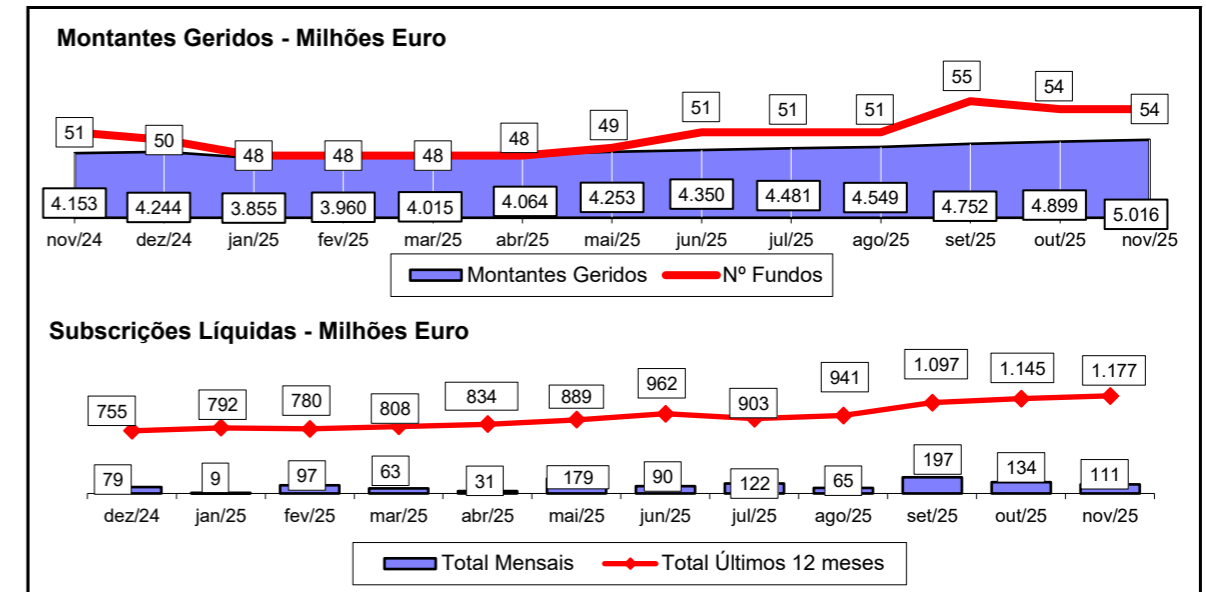 Montantes Geridos - Milhões Euro
51 50 48 48 48 48 49 51 51 51 55 54 54
4.153 4.244 3.855 3.960 4.015 4.064 4.253 4.350 4.481 4.549 4.752 4.899 5.016
nov/24 dez/24 jan/25 fev/25 mar/25 abr/25 mai/25 jun/25 jul/25 ago/25 set/25 out/25 nov/25
Montantes Geridos Nº Fundos
Subscrições Líquidas - Milhões Euro
755 792 780 808 834 889 962 903 941 1.097 1.145 1.177
79 9 97 63 31 179 90 122 65 197 134 111
dez/24 jan/25 fev/25 mar/25 abr/25 mai/25 jun/25 jul/25 ago/25 set/25 out/25 nov/25
Total Mensais Total Últimos 12 meses